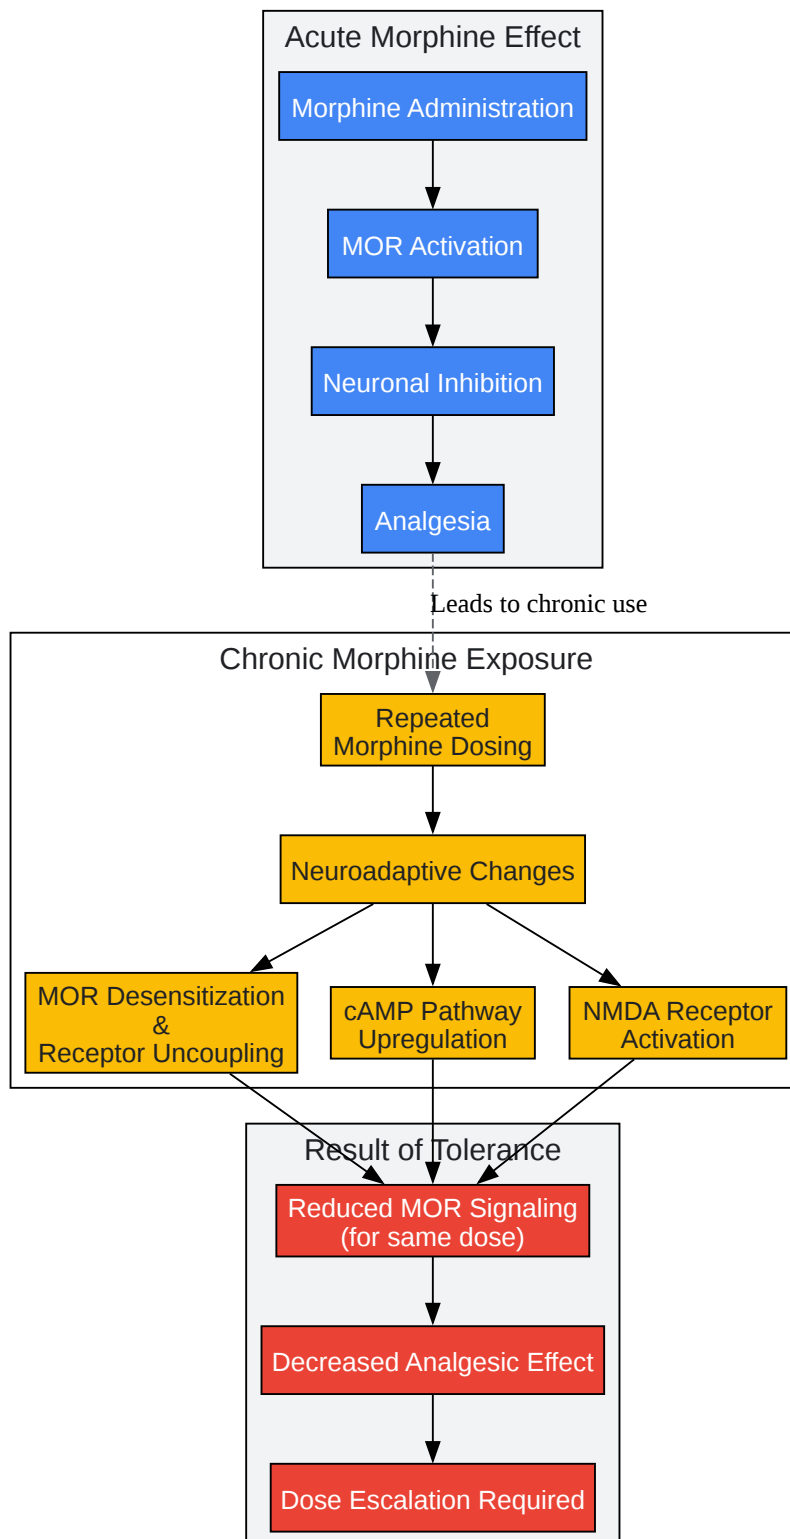 Acute Morphine Effect
Morphine Administration
MOR Activation
Neuronal Inhibition
Analgesia
Leads to chronic use
Chronic Morphine Exposure
Repeated
Morphine Dosing
Neuroadaptive Changes
MOR Desensitization
&
Receptor Uncoupling
cAMP Pathway
Upregulation
NMDA Receptor
Activation
Result of Tolerance
Reduced MOR Signaling
(for same dose)
Decreased Analgesic Effect
Dose Escalation Required